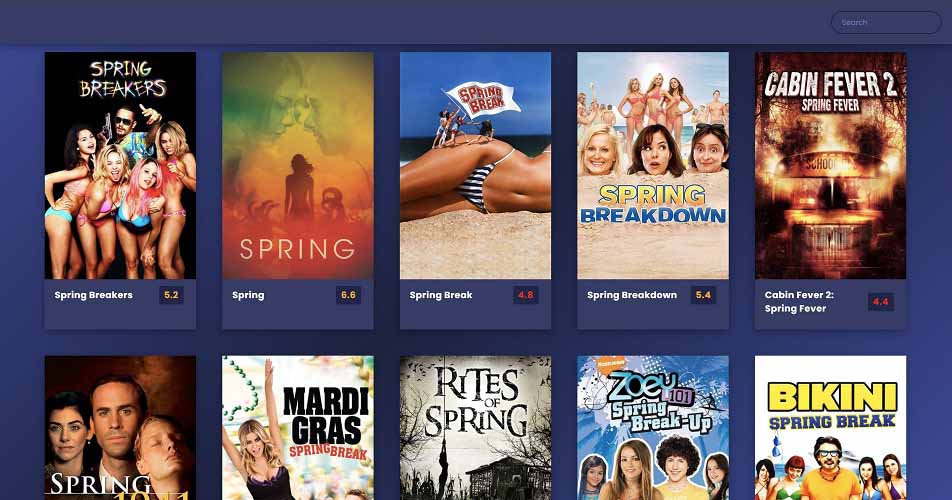 Search
SPRING
BREAKERS
SPRING
SPRING
BREAK
SPRING
BREAKDOWN
CABIN FEVER 2
SPRING FEVER
SCHOOL
Spring Breakers
5.2
Spring
6.6
Spring Break
4.8
Spring Breakdown
5.4
Cabin Fever 2:
Spring Fever
4.4
SPRING
1941
MARDI
GRAS
SPRING BREAK
RITES
OF
SPRING
Nickelodeon
Zoey
101
Spring
Break-Up
BIKINI
SPRING BREAK